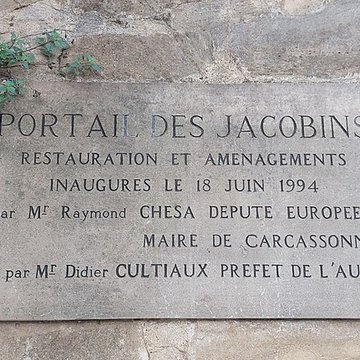 PORTAIL DES JACOBINS
RESTAURATION ET AMENAGEMENTS
INAUGURES LE 18 JUIN 1994
ar Mr Raymond CHESA DEPUTE EUROPEE
MAIRE DE CARCASSONN
par Mr Didier CULTIAUX PREFET DE L'AU